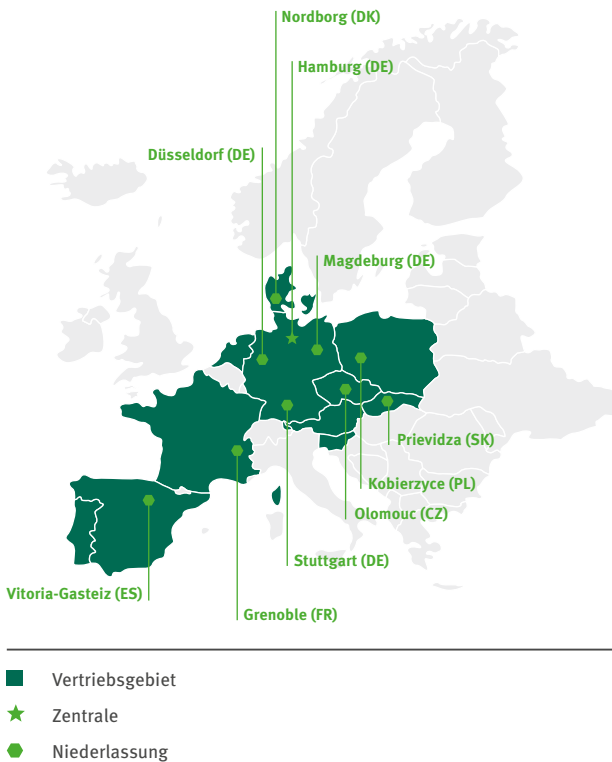 Nordborg (DK)
Hamburg (DE)
Düsseldorf (DE)
Magdeburg (DE)
Prievidza (SK)
Kobierzyce (PL)
Olomouc (CZ)
Stuttgart (DE)
Vitoria-Gasteiz (ES)
Grenoble (FR)
Vertriebsgebiet
Zentrale
Niederlassung